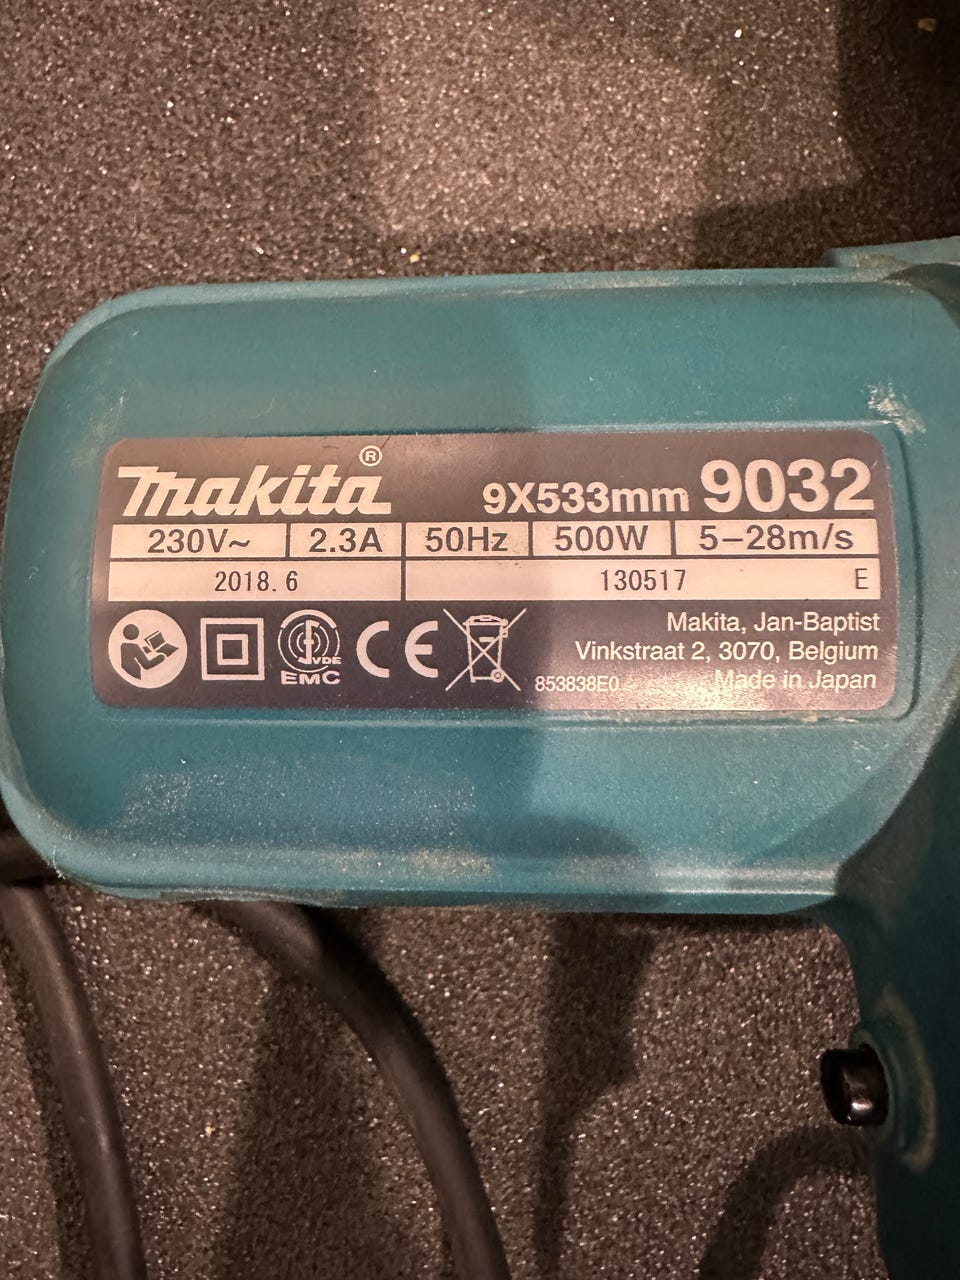 makita®
9X533mm 9032
230V~ 2.3A 50Hz 500W 5–28m/s
2018. 6 130517 E
VDE
EMC
CE
853838E0
Makita, Jan-Baptist
Vinkstraat 2, 3070, Belgium
Made in Japan